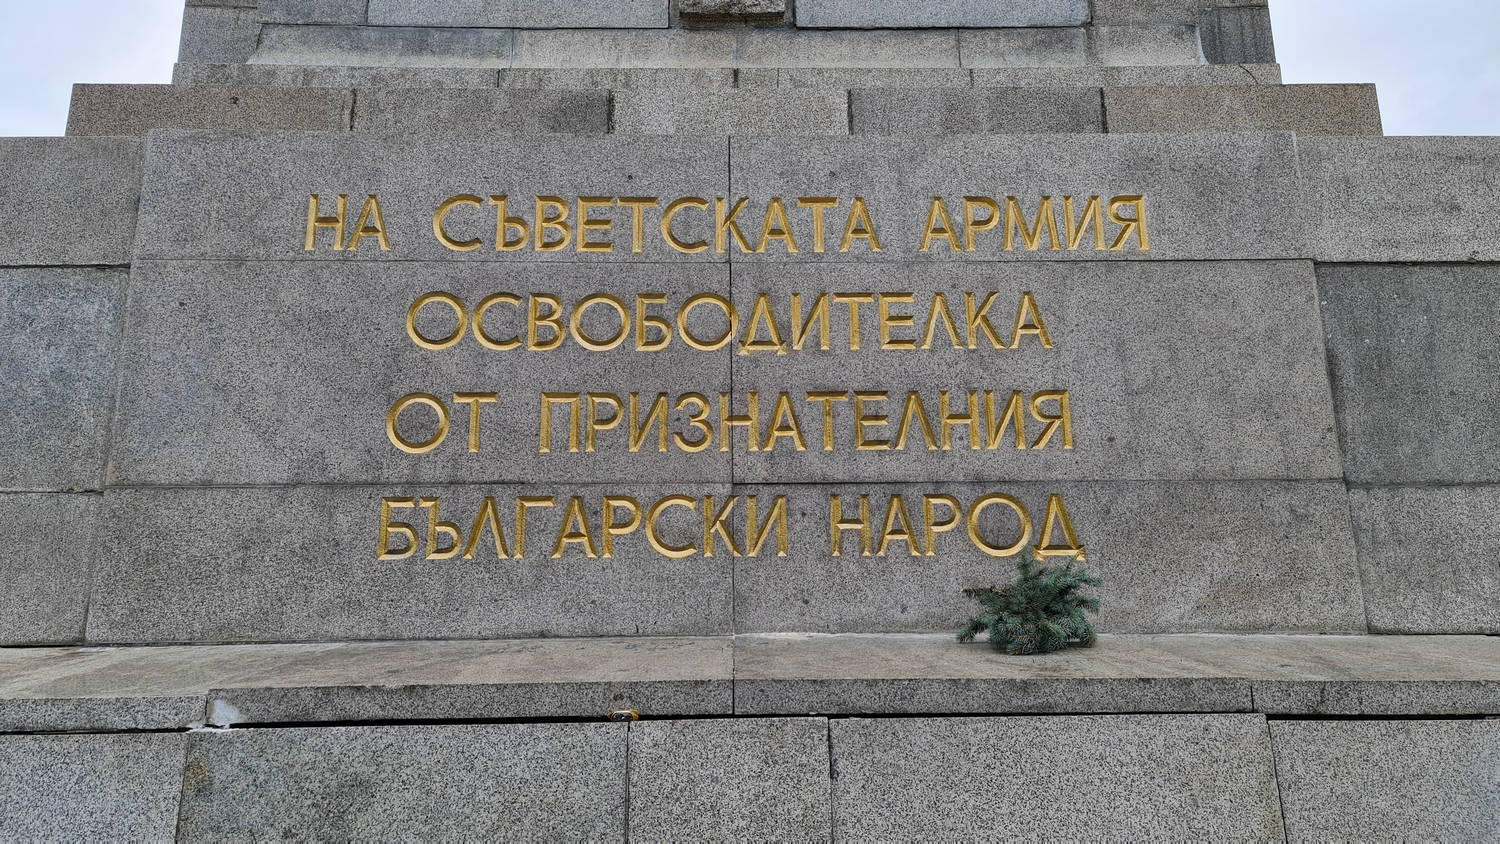 НА СЪВЕТСКАТА АРМИЯ
ОСВОБОДИТЕЛКА
ОТ ПРИЗНАТЕЛНИЯ
БЪЛГАРСКИ НАРОД